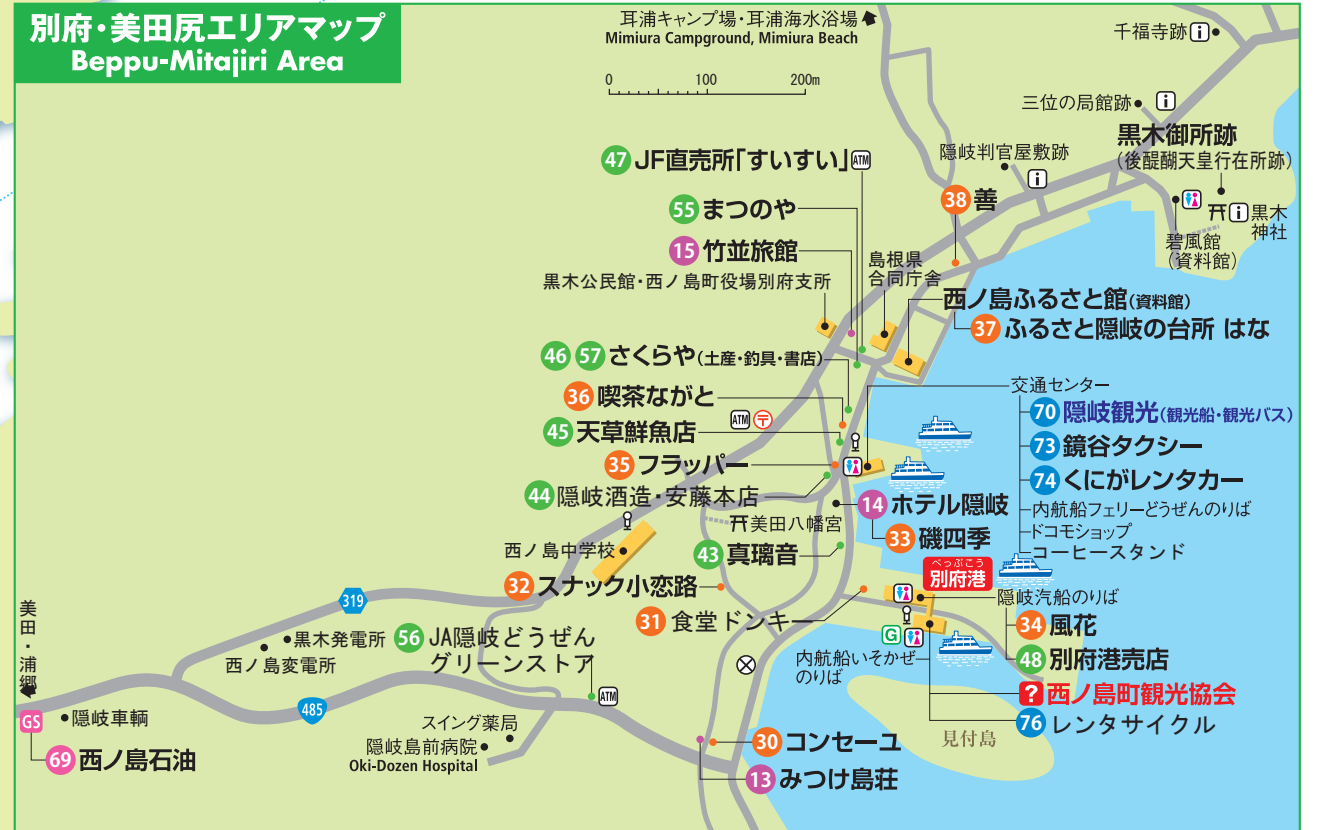 別府・美田尻エリアマップ
Beppu-Mitajiri Area
耳浦キャンプ場・耳浦海水浴場
Mimiura Campground, Mimiura Beach
0 100 200m
千福寺跡 i
三位の局館跡 i
黒木御所跡
(後醍醐天皇行在所跡)
隠岐判官屋敷跡
i
i 黒木
神社
碧風館
(資料館)
47 JF直売所「すいすい」 ATM
55 まつのや
38 善
15 竹並旅館
黒木公民館・西ノ島町役場別府支所
島根県
合同庁舎
西ノ島ふるさと館(資料館)
37 ふるさと隠岐の台所 はな
46 57 さくらや(土産・釣具・書店)
36 喫茶ながと
ATM 〒
45 天草鮮魚店
35 フラッパー
44 隠岐酒造・安藤本店
交通センター
70 隠岐観光(観光船・観光バス)
73 鏡谷タクシー
74 くにがレンタカー
内航船フェリーどうぜんのりば
ドコモショップ
コーヒースタンド
14 ホテル隠岐
33 磯四季
美田八幡宮
43 真璃音
西ノ島中学校
32 スナック小恋路
31 食堂ドンキー
べっぷこう
別府港
隠岐汽船のりば
34 風花
48 別府港売店
G
内航船いそかぜ
のりば
? 西ノ島町観光協会
76 レンタサイクル
見付島
319
黒木発電所
西ノ島変電所
56 JA隠岐どうぜん
グリーンストア
ATM
美田・浦郷
485
GS
隠岐車輌
69 西ノ島石油
スイング薬局
隠岐島前病院
Oki-Dozen Hospital
30 コンセーユ
13 みつけ島荘